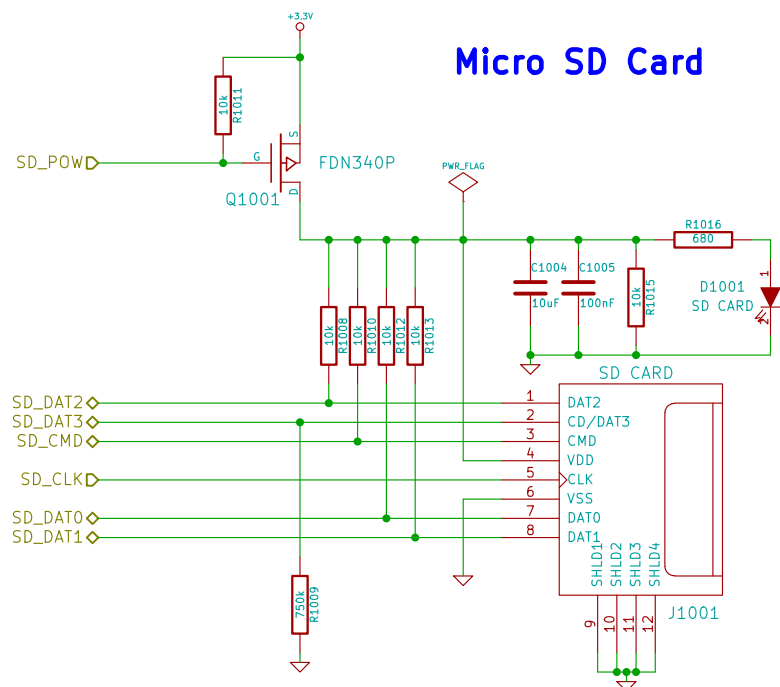 +3.3V
Micro SD Card
10k
R1011
SD_POW
G
S
D
FDN340P
Q1001
PWR_FLAG
R1016
680
C1004
10uF
C1005
100nF
10k
R1015
1
D1001
SD CARD
2
10k
R1008
10k
R1010
10k
R1012
10k
R1013
SD CARD
SD_DAT2
1
DAT2
SD_DAT3
2
CD/DAT3
SD_CMD
3
CMD
4
VDD
SD_CLK
5
CLK
6
VSS
SD_DAT0
7
DAT0
SD_DAT1
8
DAT1
SHLD1
SHLD2
SHLD3
SHLD4
750k
R1009
9
10
11
12
J1001